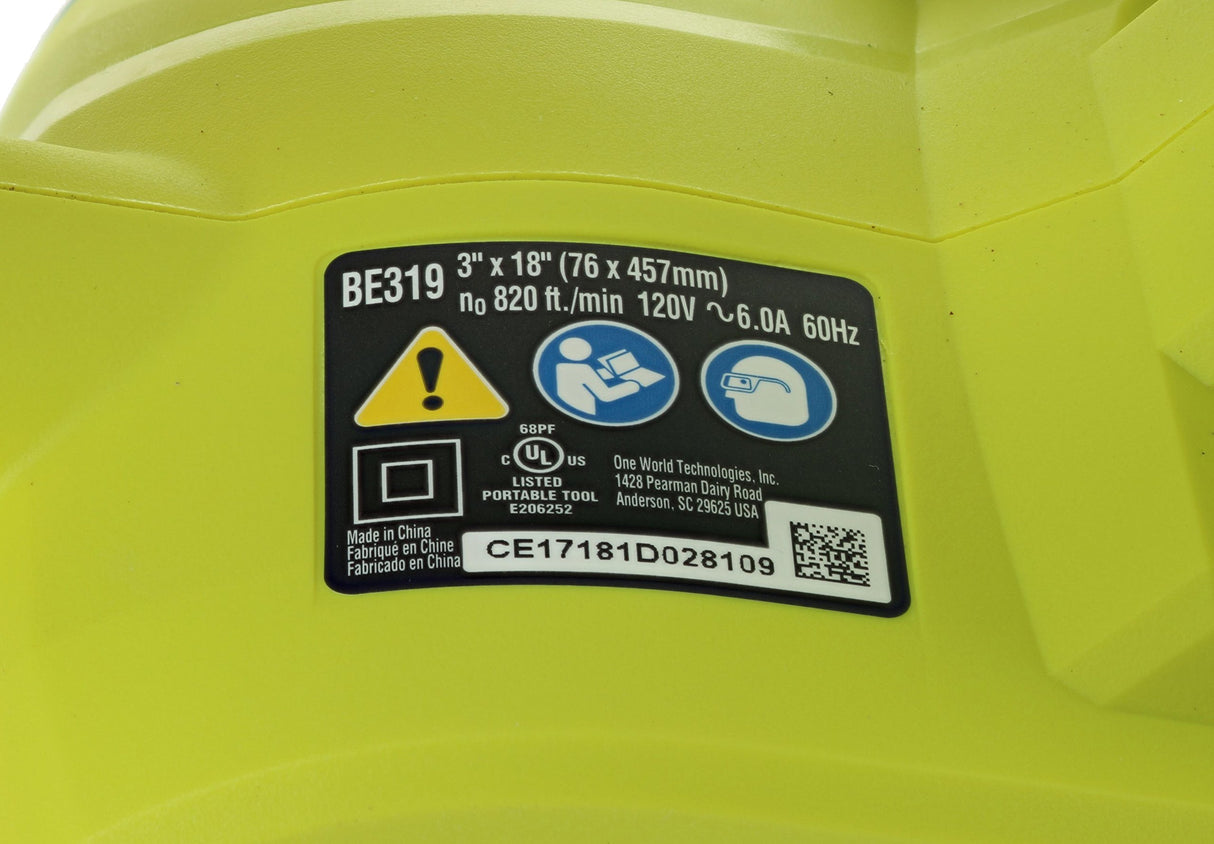 BE319
3" x 18" (76 x 457mm)
n0 820 ft./min 120V ∿6.0A 60Hz
68PF
C UL US
LISTED
PORTABLE TOOL
E206252
One World Technologies, Inc.
1428 Pearman Dairy Road
Anderson, SC 29625 USA
Made in China
Fabriqué en Chine
Fabricado en China
CE17181D028109